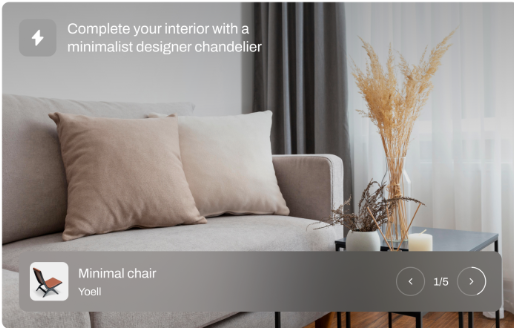 Complete your interior with a
minimalist designer chandelier
Minimal chair
Yoell
1/5